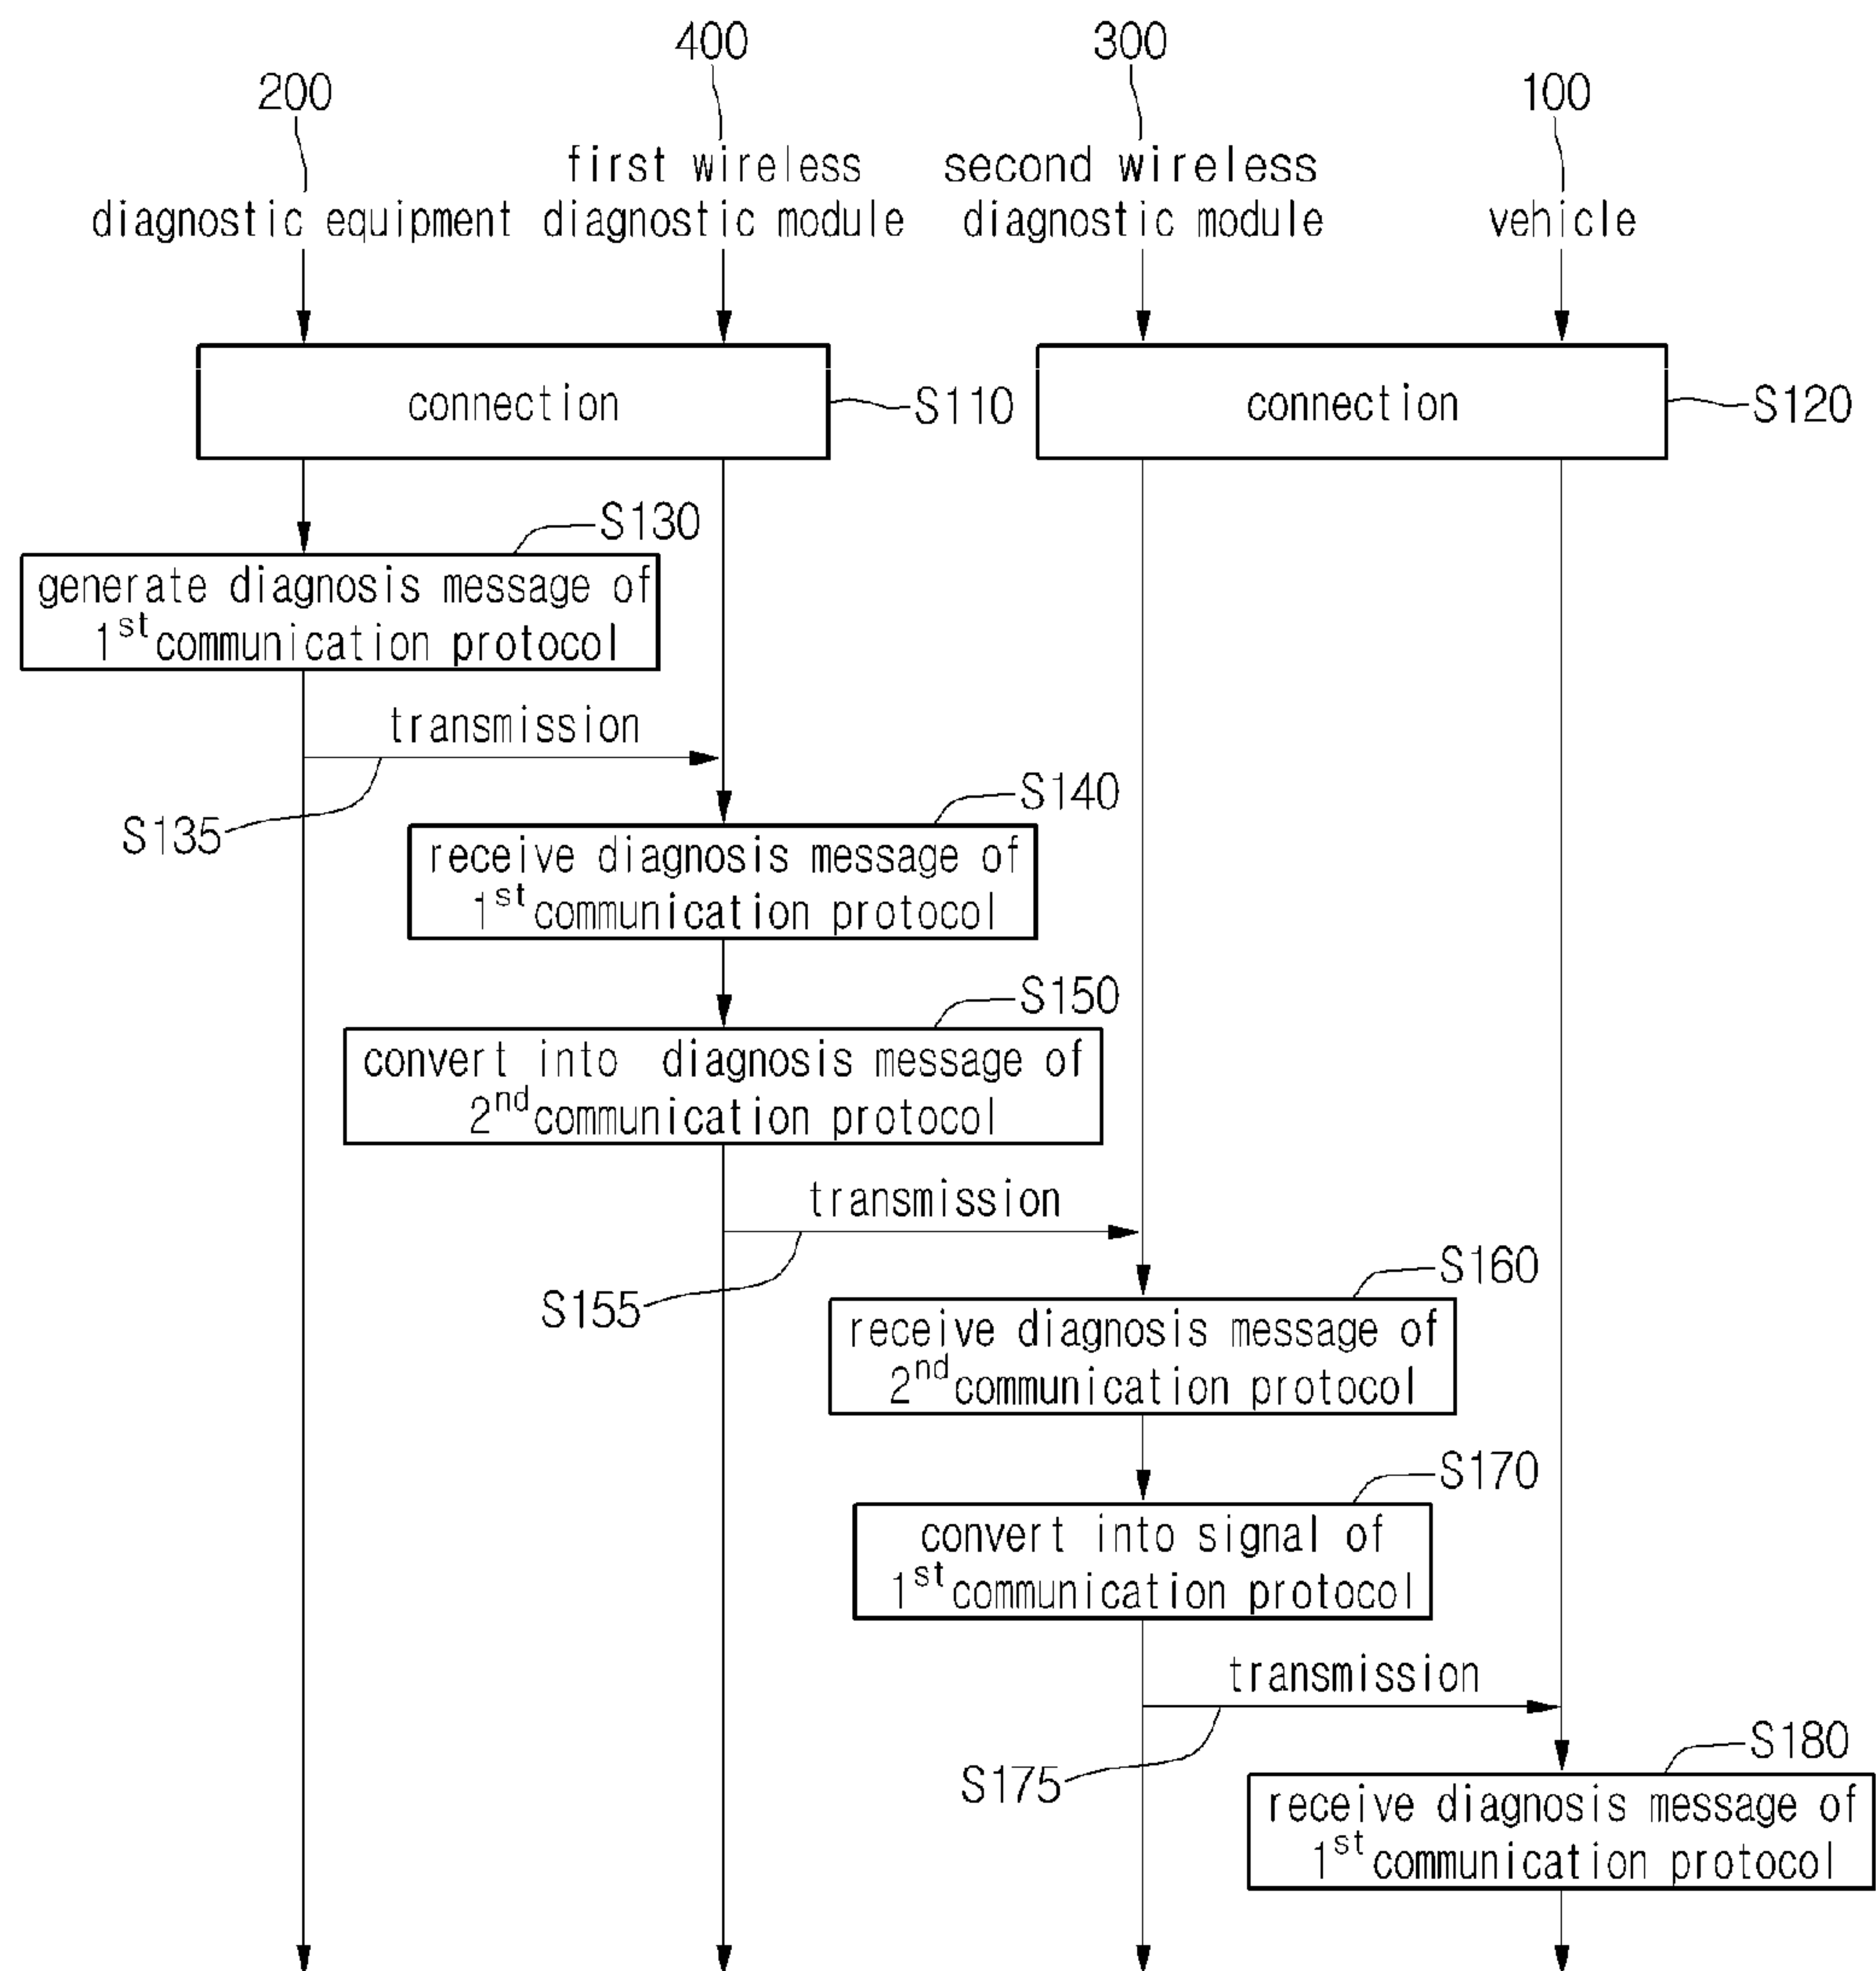 400
300
200
100
first wireless
second wireless
diagnostic equipment
diagnostic module
diagnostic module
vehicle
connection
S110
connection
S120
S130
generate diagnosis message of
1st communication protocol
transmission
S135
S140
receive diagnosis message of
1st communication protocol
S150
convert into diagnosis message of
2nd communication protocol
transmission
S155
S160
receive diagnosis message of
2nd communication protocol
S170
convert into signal of
1st communication protocol
transmission
S175
S180
receive diagnosis message of
1st communication protocol